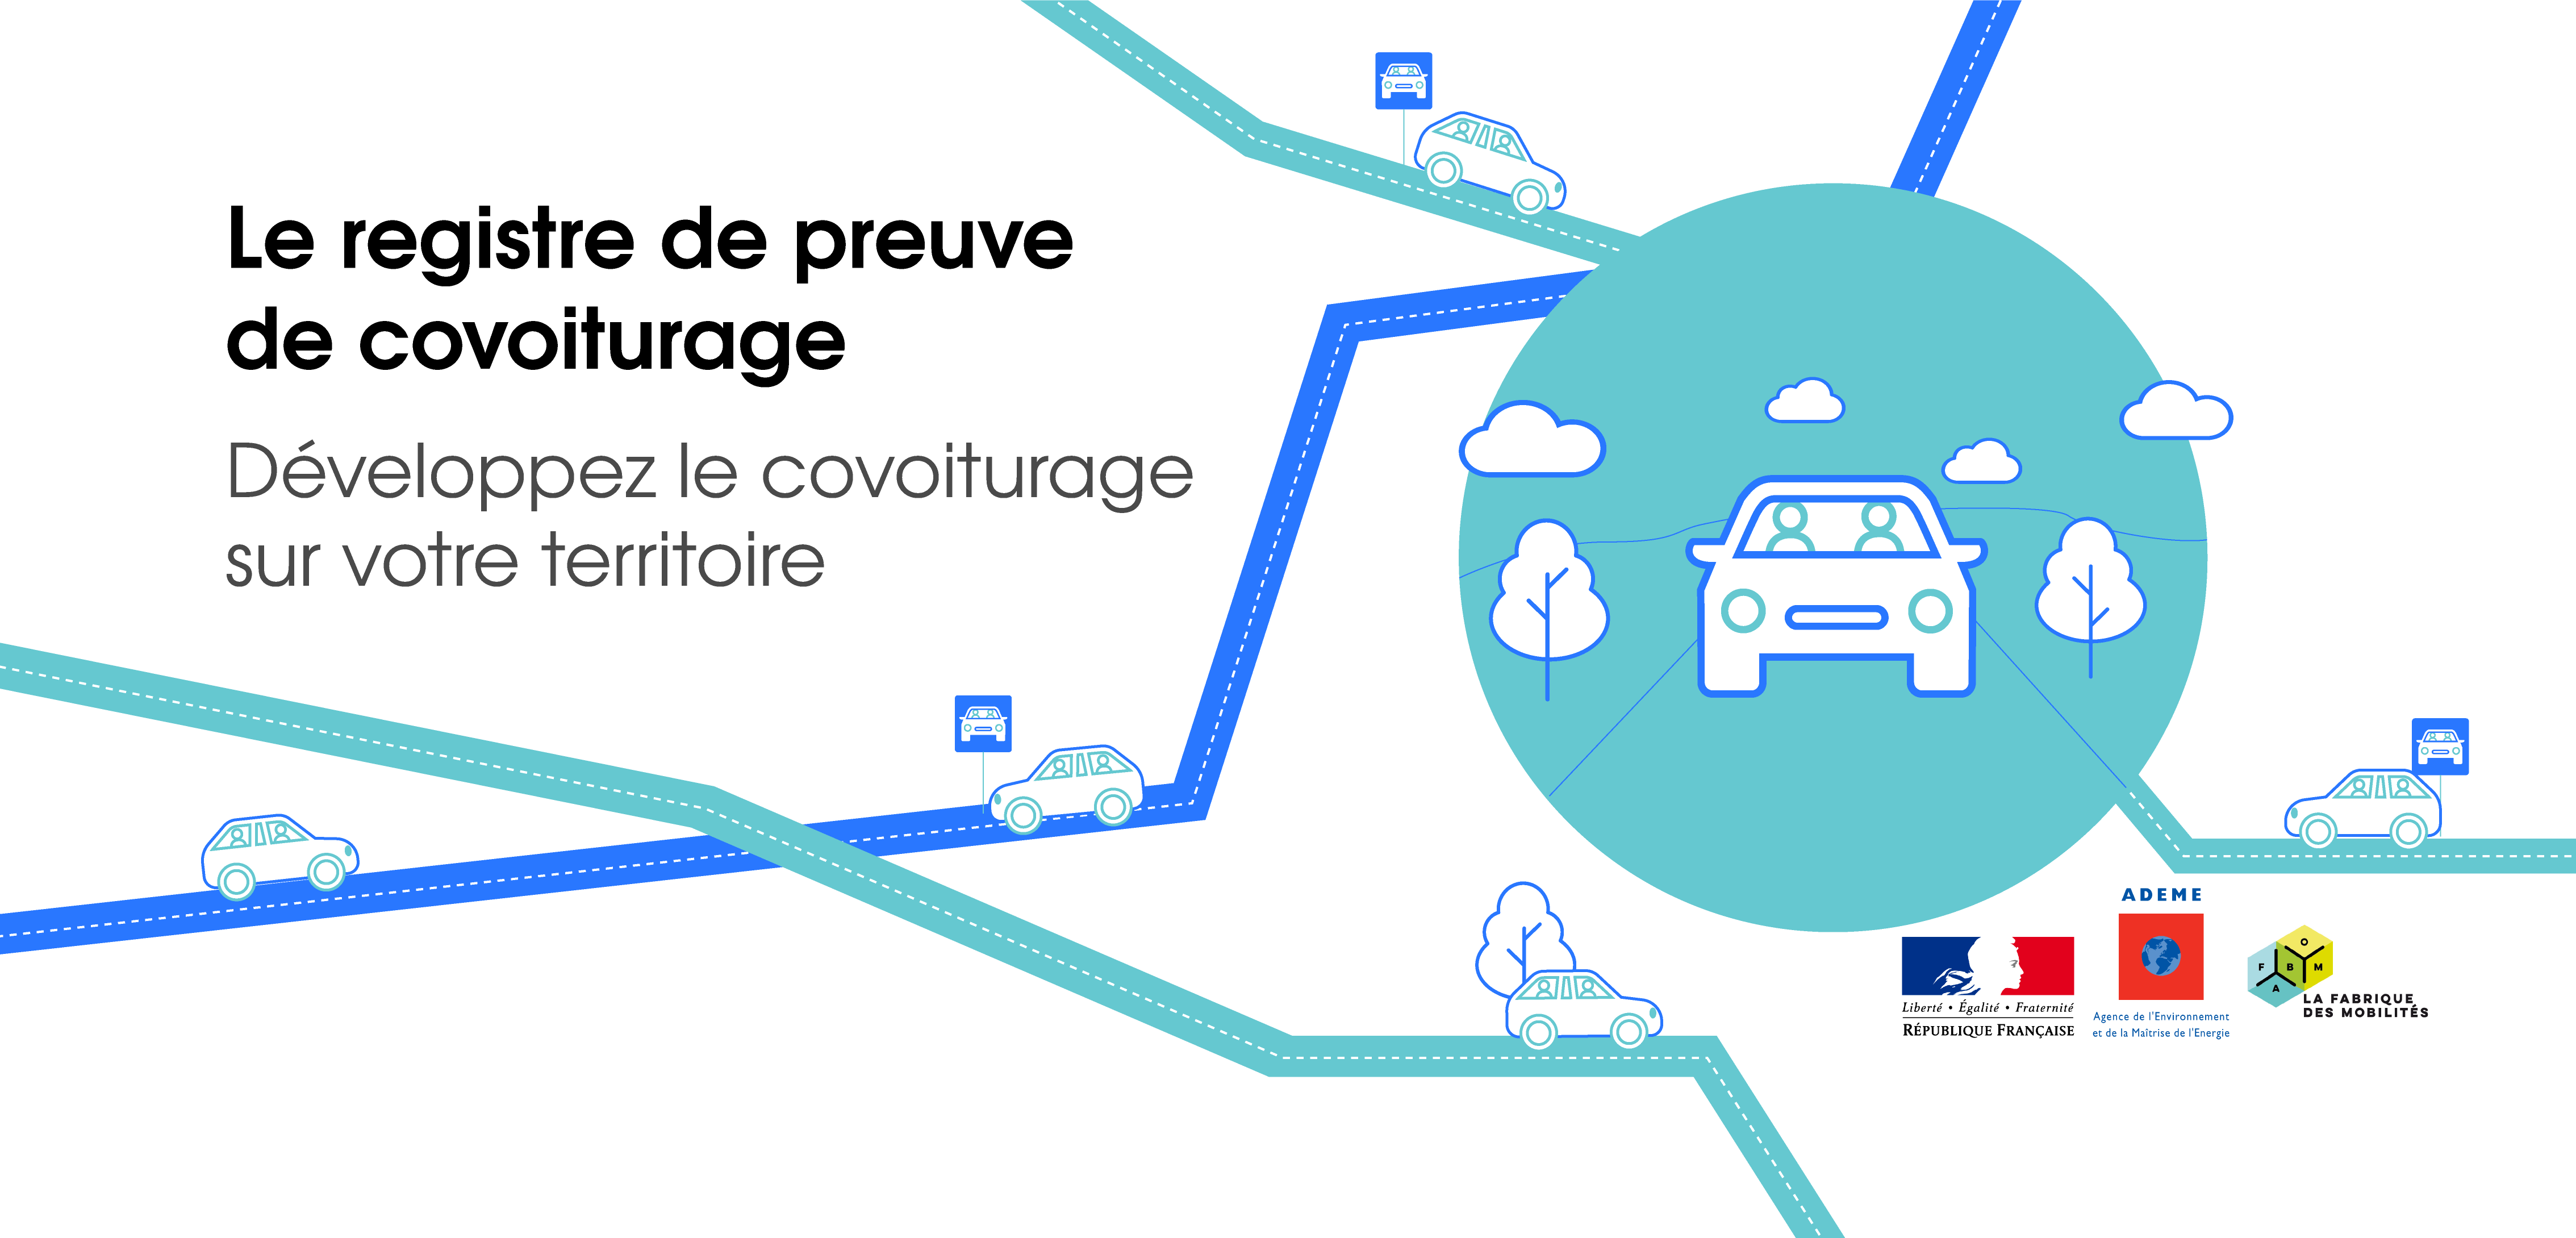 Le registre de preuve
de covoiturage
Développez le covoiturage
sur votre territoire
Liberté • Égalité • Fraternité
RÉPUBLIQUE FRANÇAISE
ADEME
Agence de l'Environnement
et de la Maîtrise de l'Energie
F A B O M
LA FABRIQUE
DES MOBILITÉS